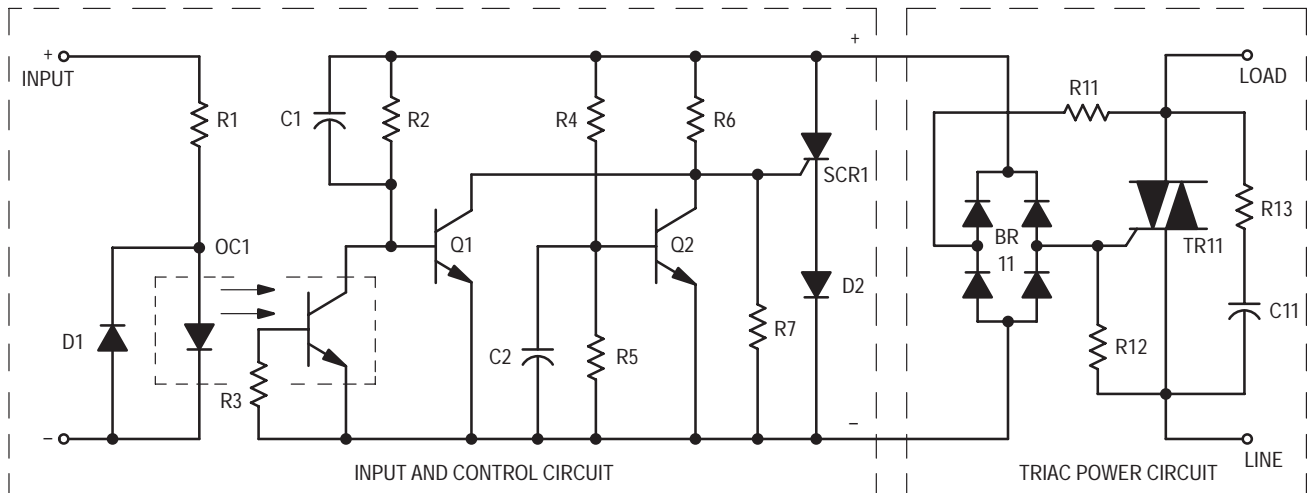 +
INPUT
R1
C1
R2
R4
R6
+
SCR1
R11
LOAD
OC1
Q1
Q2
BR
11
R13
TR11
D1
D2
C11
R3
C2
R5
R7
R12
–
–
LINE
INPUT AND CONTROL CIRCUIT
TRIAC POWER CIRCUIT